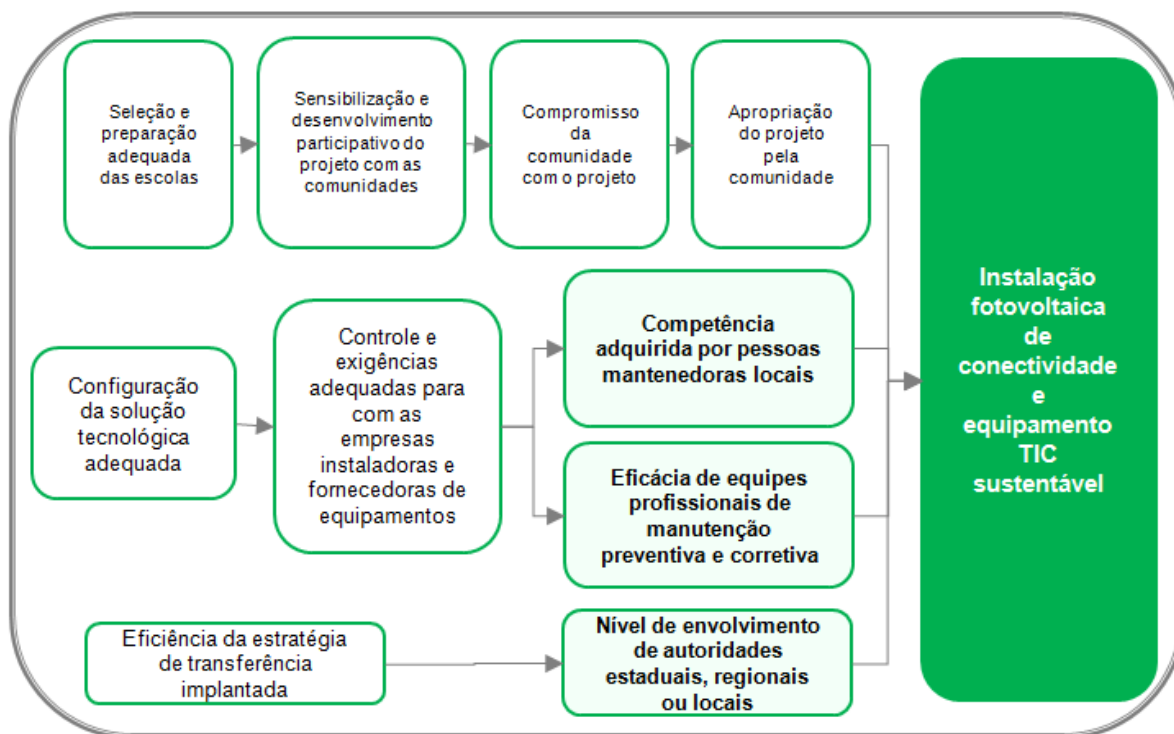 Seleção e
preparação
adequada
das escolas
Sensibilização e
desenvolvimento
participativo do
projeto com as
comunidades
Compromisso
da
comunidade
com o projeto
Apropriação
do projeto
pela
comunidade
Configuração
da solução
tecnológica
adequada
Controle e
exigências
adequadas para
com as
empresas
instaladoras e
fornecedoras de
equipamentos
Competência
adquirida por pessoas
mantenedoras locais
Eficácia de equipes
profissionais de
manutenção
preventiva e corretiva
Eficiência da estratégia
de transferência
implantada
Nível de envolvimento
de autoridades
estaduais, regionais
ou locais
Instalação
fotovoltaica
de
conectividade
e
equipamento
TIC
sustentável